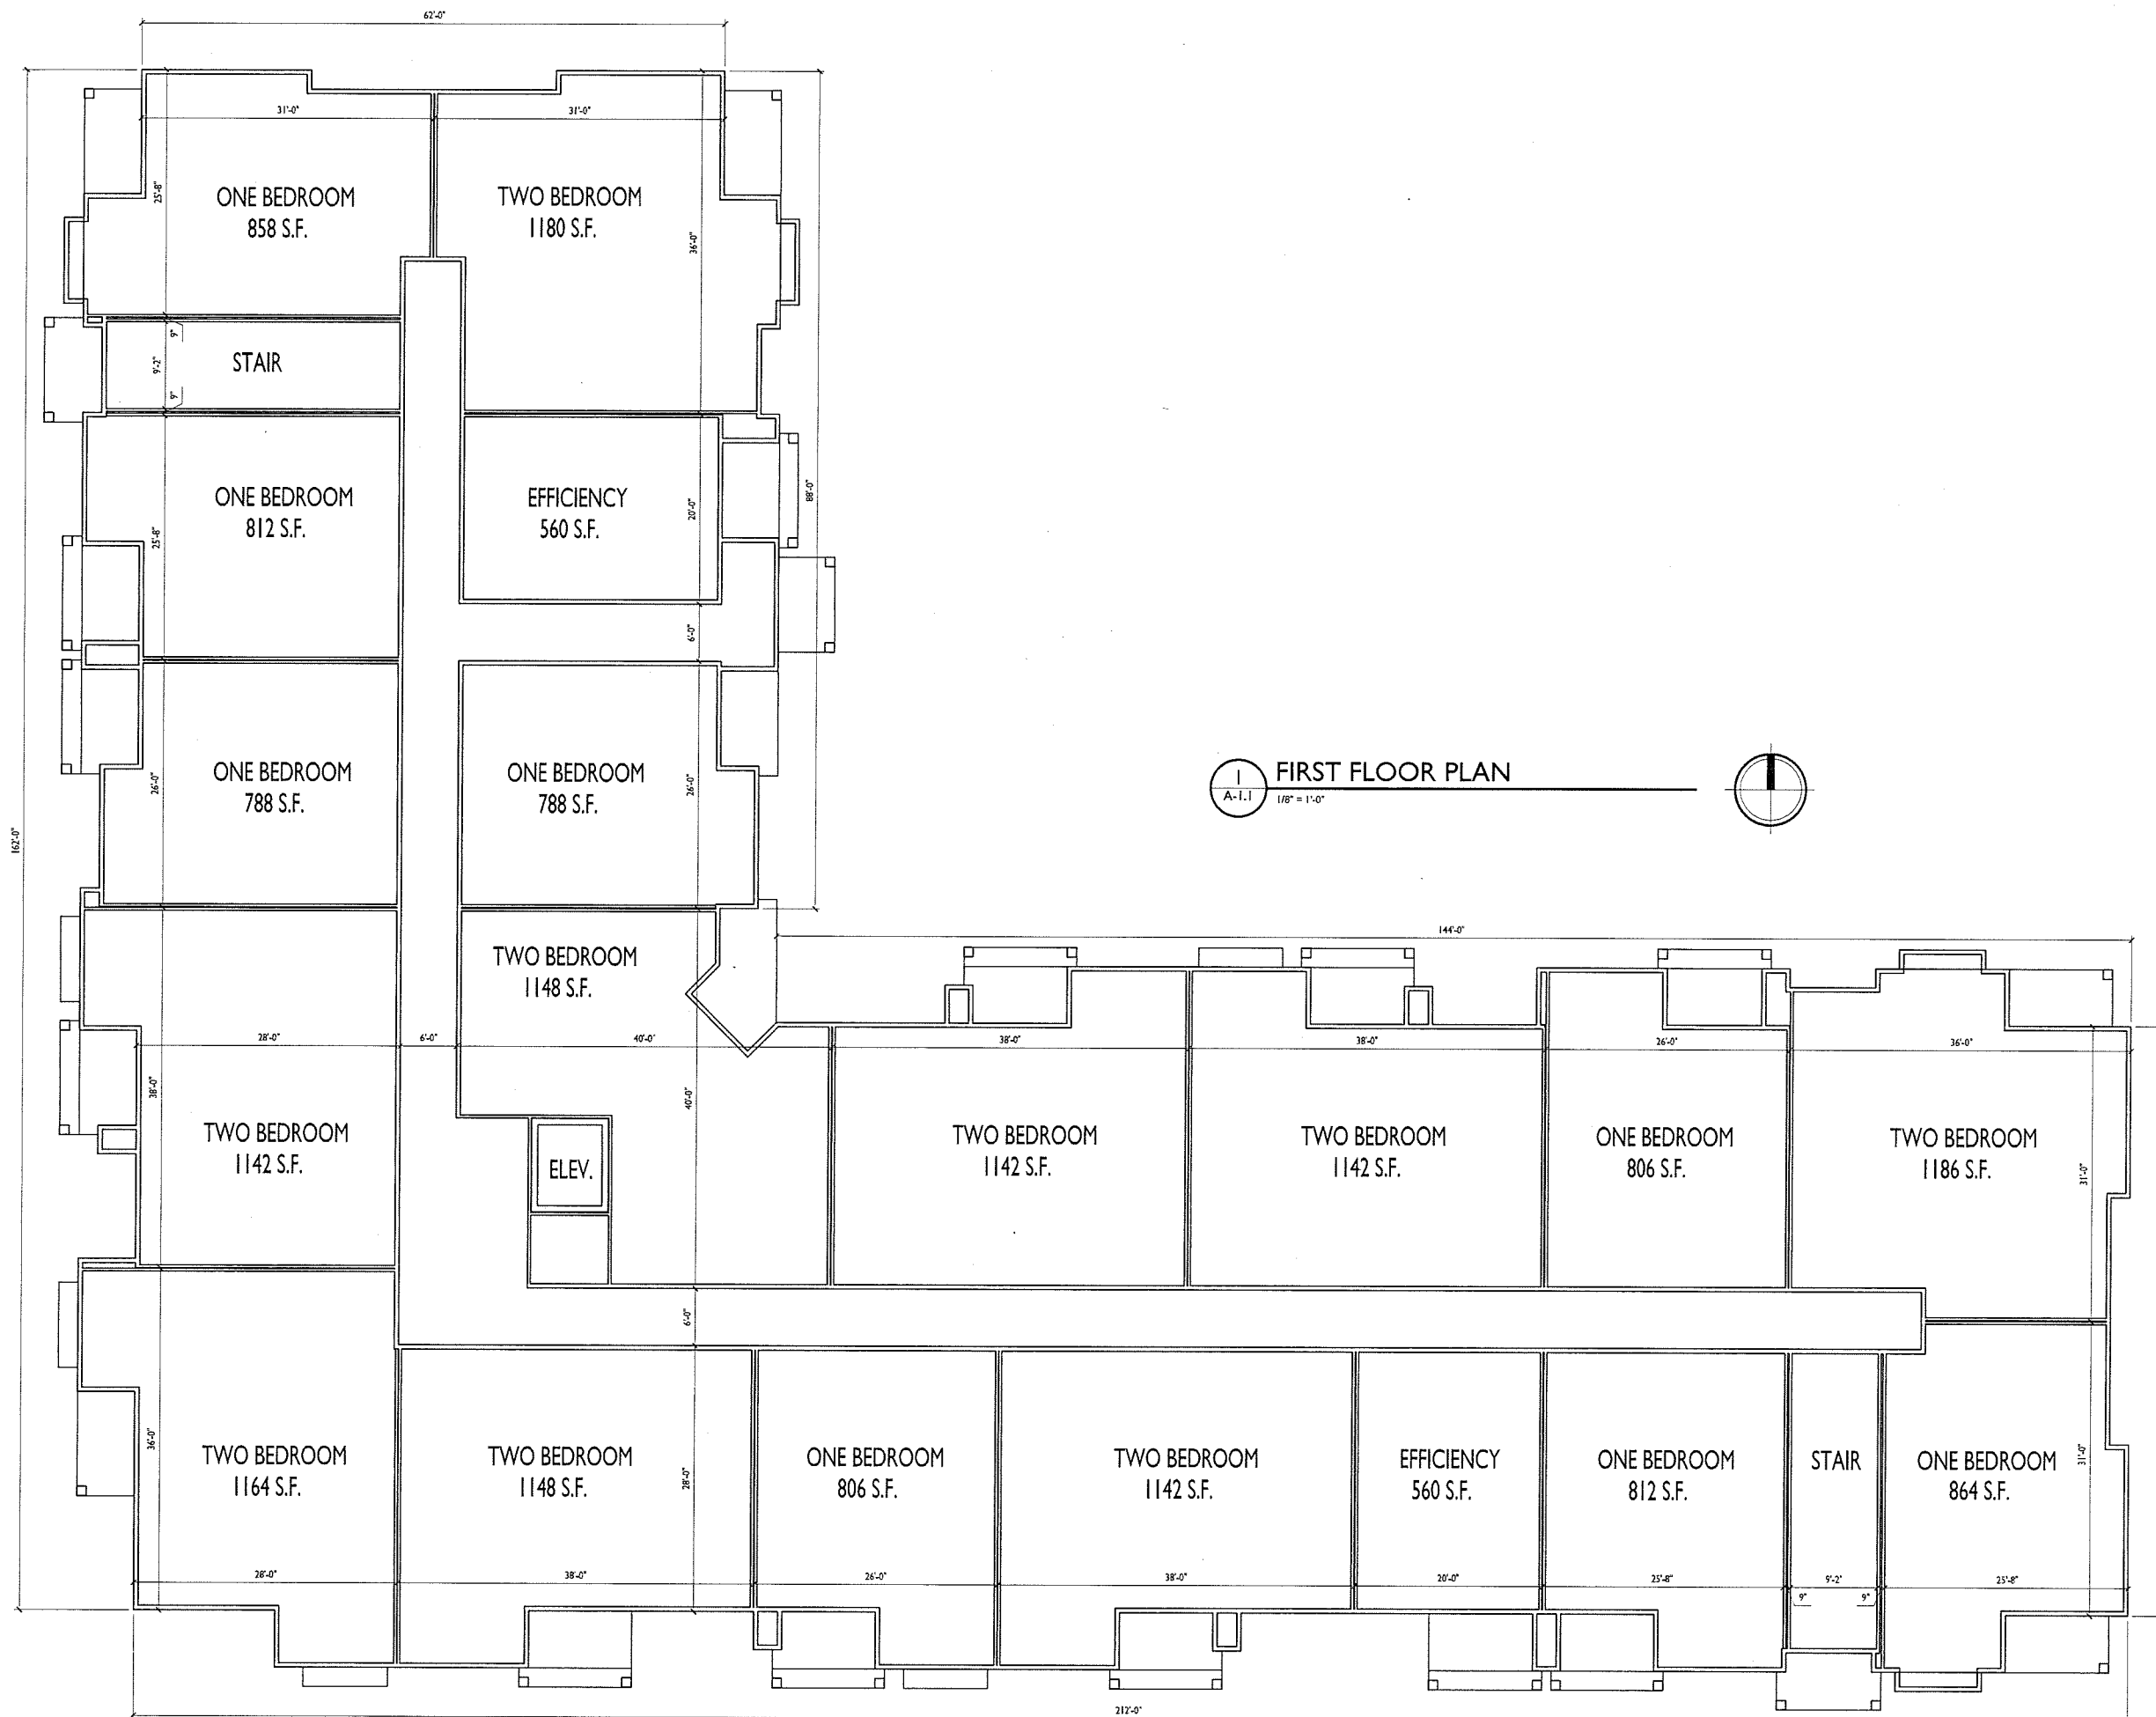 62'-0"
31'-0"
31'-0"
ONE BEDROOM
858 S.F.
25'-8"
TWO BEDROOM
1180 S.F.
36'-0"
STAIR
9"
9'-2"
9"
ONE BEDROOM
812 S.F.
25'-8"
EFFICIENCY
560 S.F.
20'-0"
88'-0"
6'-0"
ONE BEDROOM
788 S.F.
26'-0"
ONE BEDROOM
788 S.F.
26'-0"
162'-0"
1
A-1.1
FIRST FLOOR PLAN
1/8" = 1'-0"
144'-0"
TWO BEDROOM
1148 S.F.
28'-0"
6'-0"
40'-0"
38'-0"
38'-0"
26'-0"
36'-0"
38'-0"
40'-0"
TWO BEDROOM
1142 S.F.
ELEV.
TWO BEDROOM
1142 S.F.
TWO BEDROOM
1142 S.F.
ONE BEDROOM
806 S.F.
TWO BEDROOM
1186 S.F.
31'-0"
6'-0"
TWO BEDROOM
1164 S.F.
36'-0"
TWO BEDROOM
1148 S.F.
28'-0"
ONE BEDROOM
806 S.F.
TWO BEDROOM
1142 S.F.
EFFICIENCY
560 S.F.
ONE BEDROOM
812 S.F.
STAIR
ONE BEDROOM
864 S.F.
31'-0"
28'-0"
38'-0"
26'-0"
38'-0"
20'-0"
25'-8"
9'-2"
25'-8"
9"
9"
212'-0"